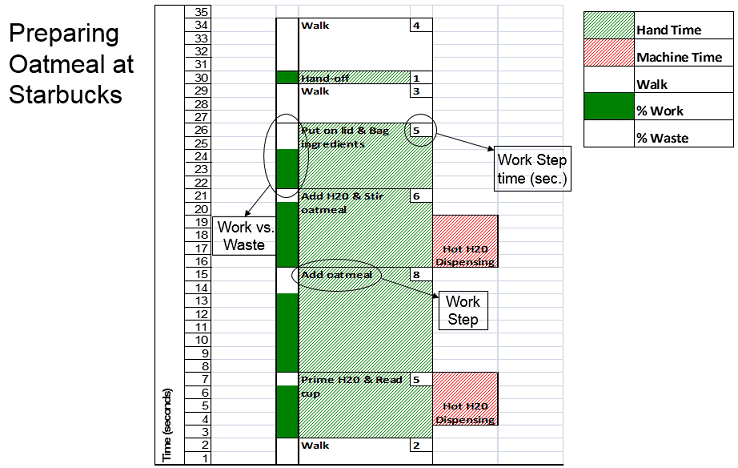 Preparing
Oatmeal at
Starbucks
Time (seconds)
35
34 Walk 4
33
32
31
30 Hand-off 1
29 Walk 3
28
27
26 Put on lid & Bag 5
25 ingredients
24
23
22
21 Add H20 & Stir 6
20 oatmeal
19
18
17 Hot H20
16 Dispensing
15 Add oatmeal 8
14
13
12
11
10
9
8
7 Prime H20 & Read 5
6 cup
5 Hot H20
4 Dispensing
3
2 Walk 2
1
Work vs.
Waste
Work Step
time (sec.)
Work
Step
Hand Time
Machine Time
Walk
% Work
% Waste